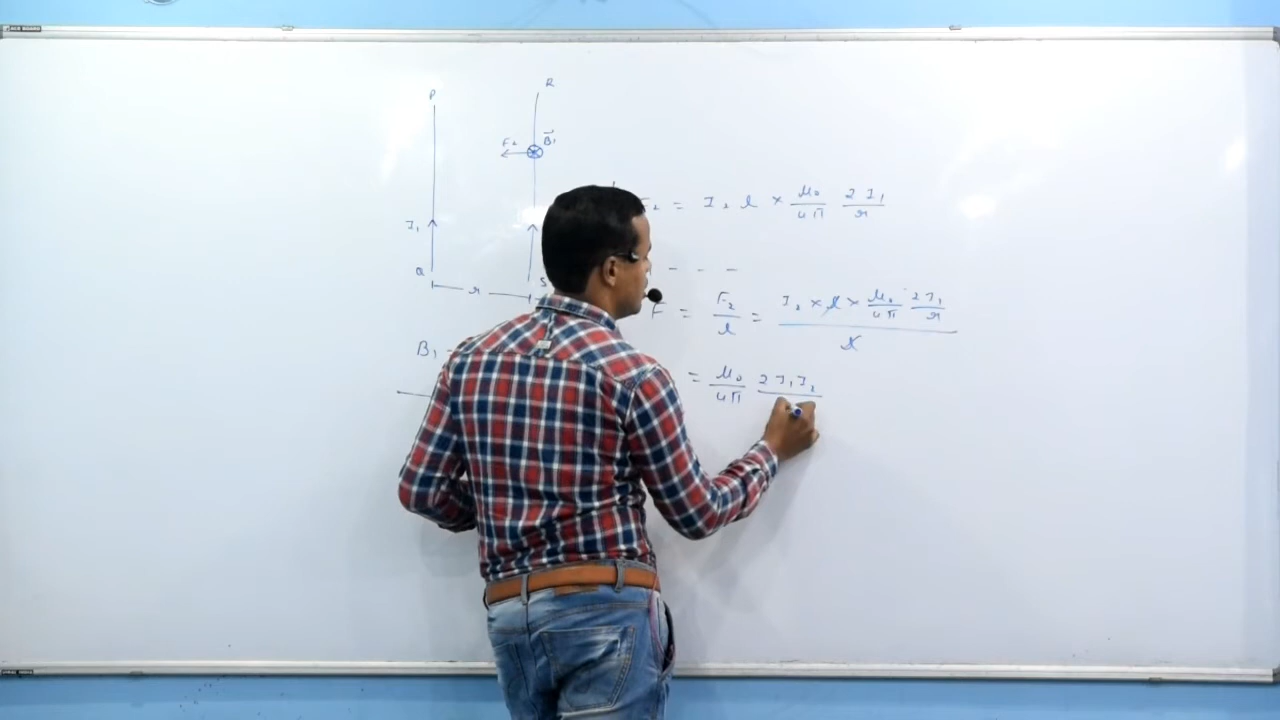 P
R
F₂
B⃗₁
I₁
Q
S
r
B₁
F₂ = I₂ l × μ₀/4π 2I₁/r
- - -
F = F₂/l = I₂ × l × μ₀/4π · 2I₁/r / l
= μ₀/4π 2I₁I₂